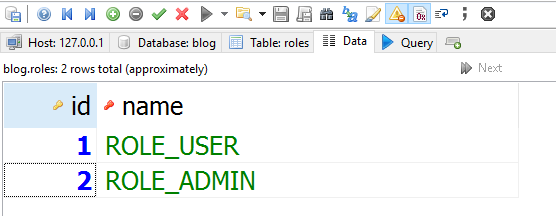 Host: 127.0.0.1 Database: blog Table: roles Data Query
blog.roles: 2 rows total (approximately) Next
id name
1 ROLE_USER
2 ROLE_ADMIN